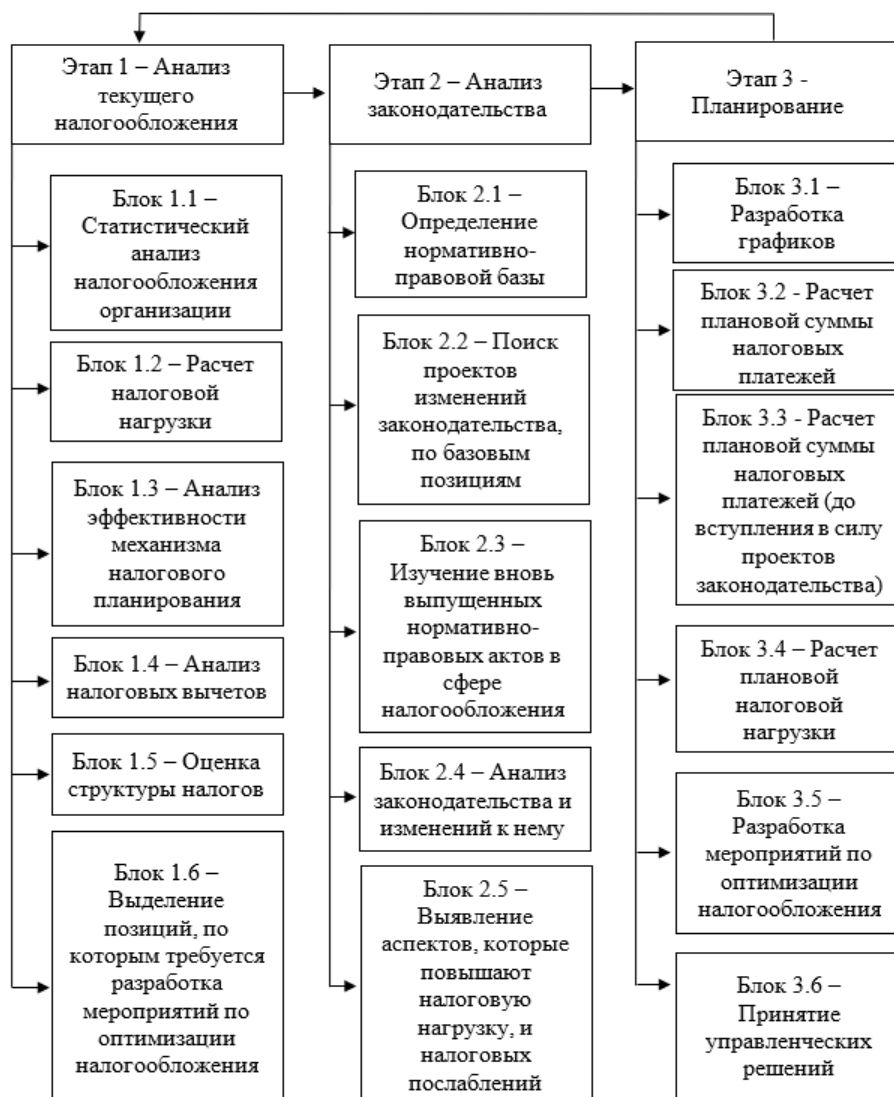 Этап 1 – Анализ
текущего
налогообложения
Блок 1.1 –
Статистический
анализ
налогообложения
организации
Блок 1.2 – Расчет
налоговой
нагрузки
Блок 1.3 – Анализ
эффективности
механизма
налогового
планирования
Блок 1.4 – Анализ
налоговых вычетов
Блок 1.5 – Оценка
структуры налогов
Блок 1.6 –
Выделение
позиций, по
которым требуется
разработка
мероприятий по
оптимизации
налогообложения
Этап 2 – Анализ
законодательства
Блок 2.1 –
Определение
нормативно-
правовой базы
Блок 2.2 – Поиск
проектов
изменений
законодательства,
по базовым
позициям
Блок 2.3 –
Изучение вновь
выпущенных
нормативно-
правовых актов в
сфере
налогообложения
Блок 2.4 – Анализ
законодательства и
изменений к нему
Блок 2.5 –
Выявление
аспектов, которые
повышают
налоговую
нагрузку, и
налоговых
послаблений
Этап 3 -
Планирование
Блок 3.1 –
Разработка
графиков
Блок 3.2 - Расчет
плановой суммы
налоговых
платежей
Блок 3.3 - Расчет
плановой суммы
налоговых
платежей (до
вступления в силу
проектов
законодательства)
Блок 3.4 – Расчет
плановой
налоговой
нагрузки
Блок 3.5 –
Разработка
мероприятий по
оптимизации
налогообложения
Блок 3.6 –
Принятие
управленческих
решений